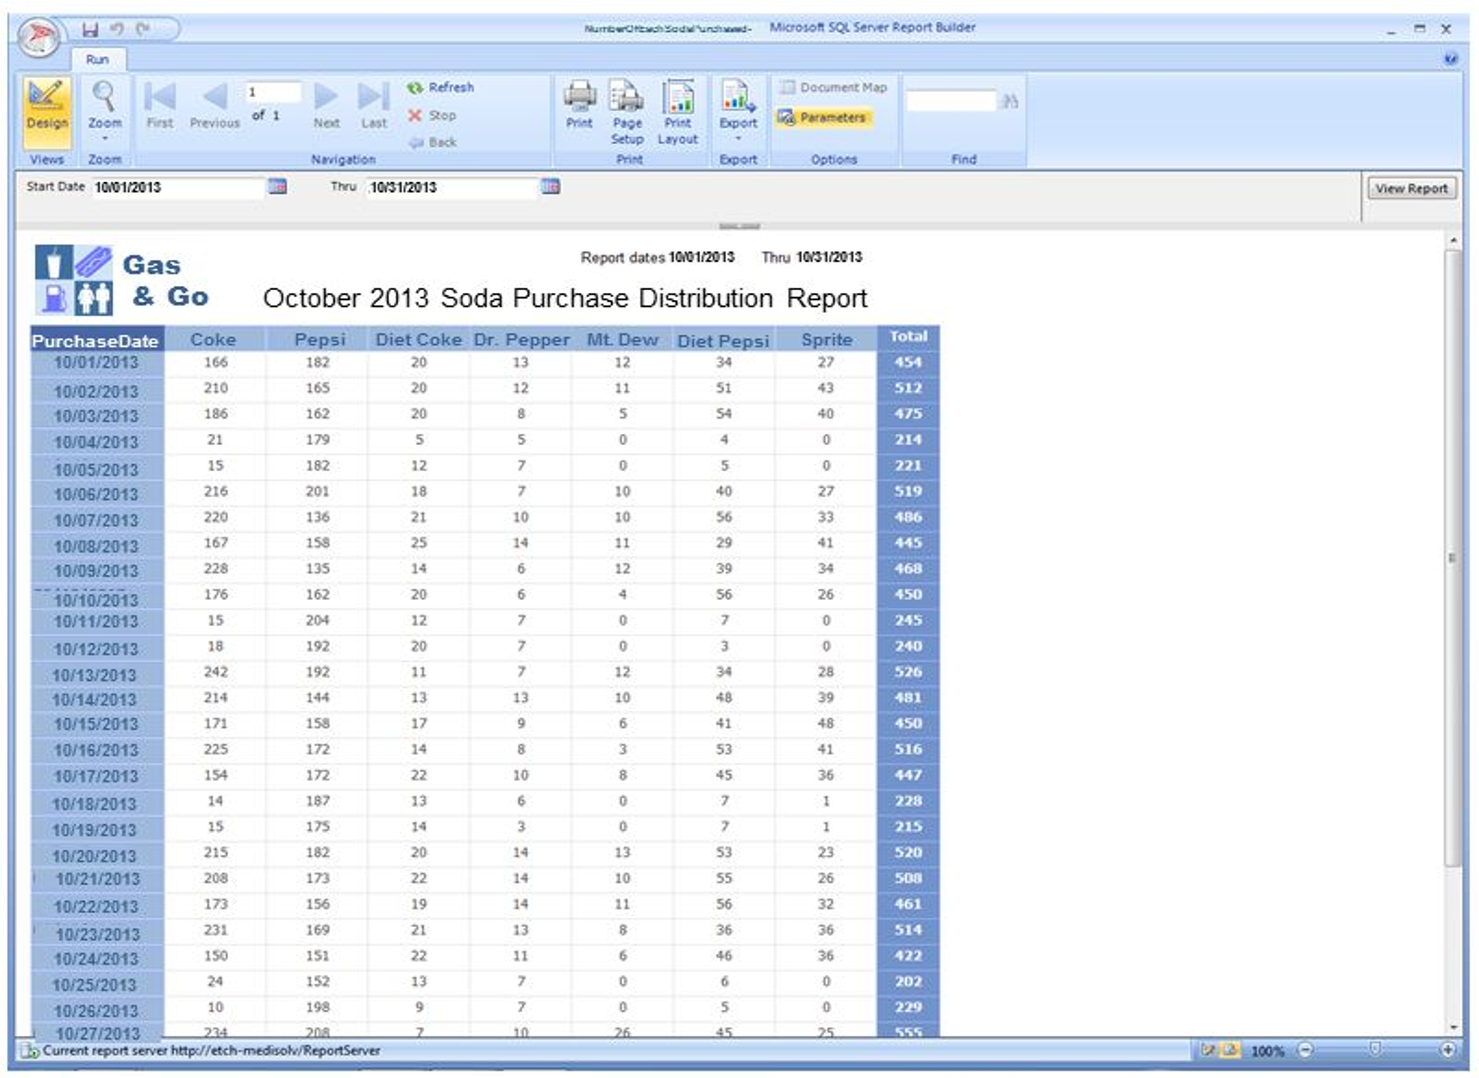 Microsoft SQL Server Report Builder
Run
Design
Zoom
First
Previous
1
of 1
Next
Last
Refresh
Stop
Back
Print
Page Setup
Print Layout
Export
Document Map
Parameters
Views
Zoom
Navigation
Print
Export
Options
Find
Start Date 10/01/2013 Thru 10/31/2013 View Report
Report dates 10/01/2013 Thru 10/31/2013
Gas
& Go
October 2013 Soda Purchase Distribution Report
PurchaseDate Coke Pepsi Diet Coke Dr. Pepper Mt. Dew Diet Pepsi Sprite Total
10/01/2013 166 182 20 13 12 34 27 454
10/02/2013 210 165 20 12 11 51 43 512
10/03/2013 186 162 20 8 5 54 40 475
10/04/2013 21 179 5 5 0 4 0 214
10/05/2013 15 182 12 7 0 5 0 221
10/06/2013 216 201 18 7 10 40 27 519
10/07/2013 220 136 21 10 10 56 33 486
10/08/2013 167 158 25 14 11 29 41 445
10/09/2013 228 135 14 6 12 39 34 468
10/10/2013 176 162 20 6 4 56 26 450
10/11/2013 15 204 12 7 0 7 0 245
10/12/2013 18 192 20 7 0 3 0 240
10/13/2013 242 192 11 7 12 34 28 526
10/14/2013 214 144 13 13 10 48 39 481
10/15/2013 171 158 17 9 6 41 48 450
10/16/2013 225 172 14 8 3 53 41 516
10/17/2013 154 172 22 10 8 45 36 447
10/18/2013 14 187 13 6 0 7 1 228
10/19/2013 15 175 14 3 0 7 1 215
10/20/2013 215 182 20 14 13 53 23 520
10/21/2013 208 173 22 14 10 55 26 508
10/22/2013 173 156 19 14 11 56 32 461
10/23/2013 231 169 21 13 8 36 36 514
10/24/2013 150 151 22 11 6 46 36 422
10/25/2013 24 152 13 7 0 6 0 202
10/26/2013 10 198 9 7 0 5 0 229
10/27/2013 234 208 7 10 26 45 25 555
Current report server http://etch-medisolv/ReportServer
100%